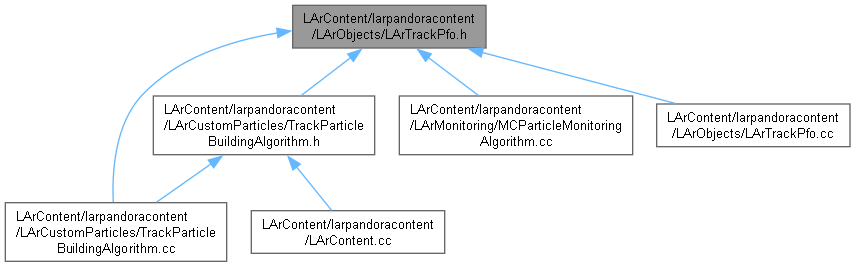 LArContent/larpandoracontent
/LArObjects/LArTrackPfo.h
LArContent/larpandoracontent
/LArCustomParticles/TrackParticle
BuildingAlgorithm.h
LArContent/larpandoracontent
/LArMonitoring/MCParticleMonitoring
Algorithm.cc
LArContent/larpandoracontent
/LArObjects/LArTrackPfo.cc
LArContent/larpandoracontent
/LArCustomParticles/TrackParticle
BuildingAlgorithm.cc
LArContent/larpandoracontent
/LArContent.cc